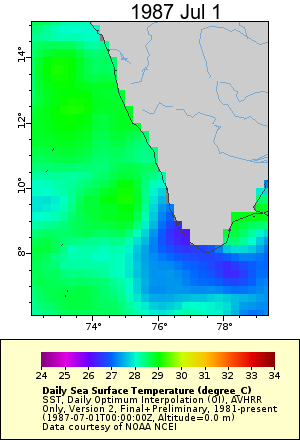 1987 Jul 1
14°
12°
10°
8°
74° 76° 78°
24 25 26 27 28 29 30 31 32 33 34
Daily Sea Surface Temperature (degree_C)
SST, Daily Optimum Interpolation (OI), AVHRR
Only, Version 2, Final+Preliminary, 1981-present
(1987-07-01T00:00:00Z, Altitude=0.0 m)
Data courtesy of NOAA NCEI